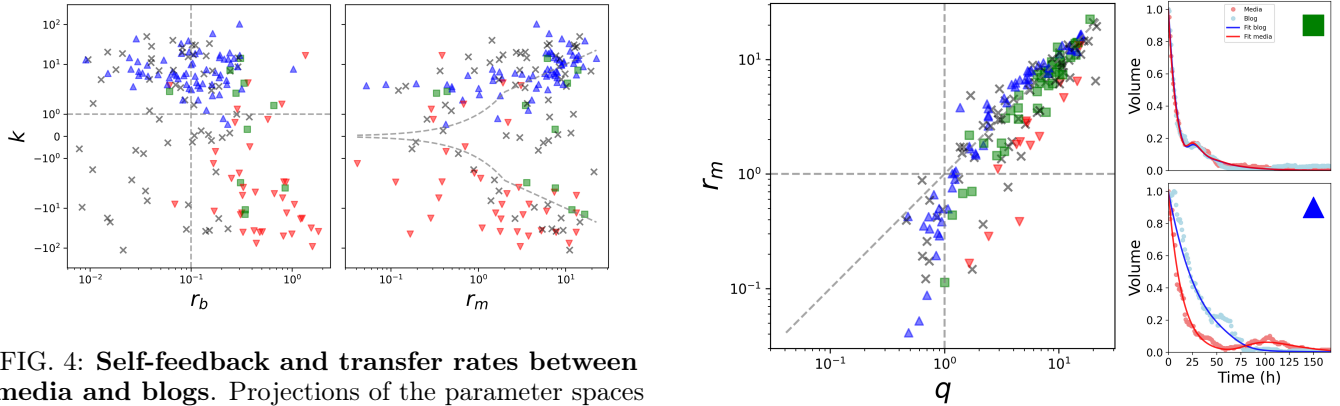 10²
10¹
10⁰
0
−10⁰
−10¹
−10²
k
10⁻²
10⁻¹
10⁰
r_b
10⁻¹
10⁰
10¹
r_m
FIG. 4: Self-feedback and transfer rates between
media and blogs. Projections of the parameter spaces
10¹
10⁰
10⁻¹
r_m
10⁻¹
10⁰
10¹
q
Media
Blog
Fit blog
Fit media
1.0
0.8
0.6
0.4
0.2
0.0
Volume
1.0
0.8
0.6
0.4
0.2
0.0
Volume
0 25 50 75 100 125 150
Time (h)